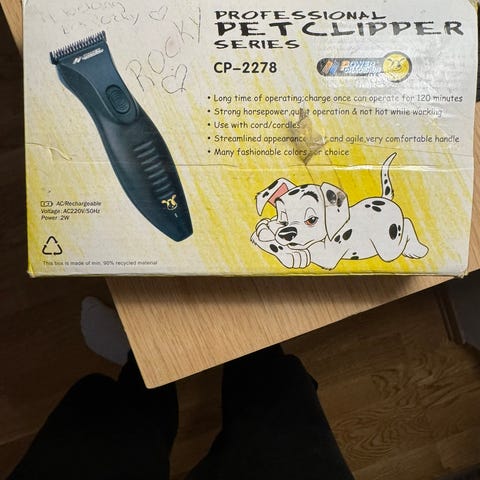 Rocky
PROFESSIONAL
PET CLIPPER
SERIES
CP-2278
POWER
• Long time of operating;charge once can operate for 120 minutes
• Strong horsepower,quiet operation & not hot while working
• Use with cord/cordless
• Streamlined appearance and agile,very comfortable handle
• Many fashionable colors for choice
AC/Rechargeable
Voltage: AC220V/50Hz
Power: 2W
This box is made of min. 90% recycled material